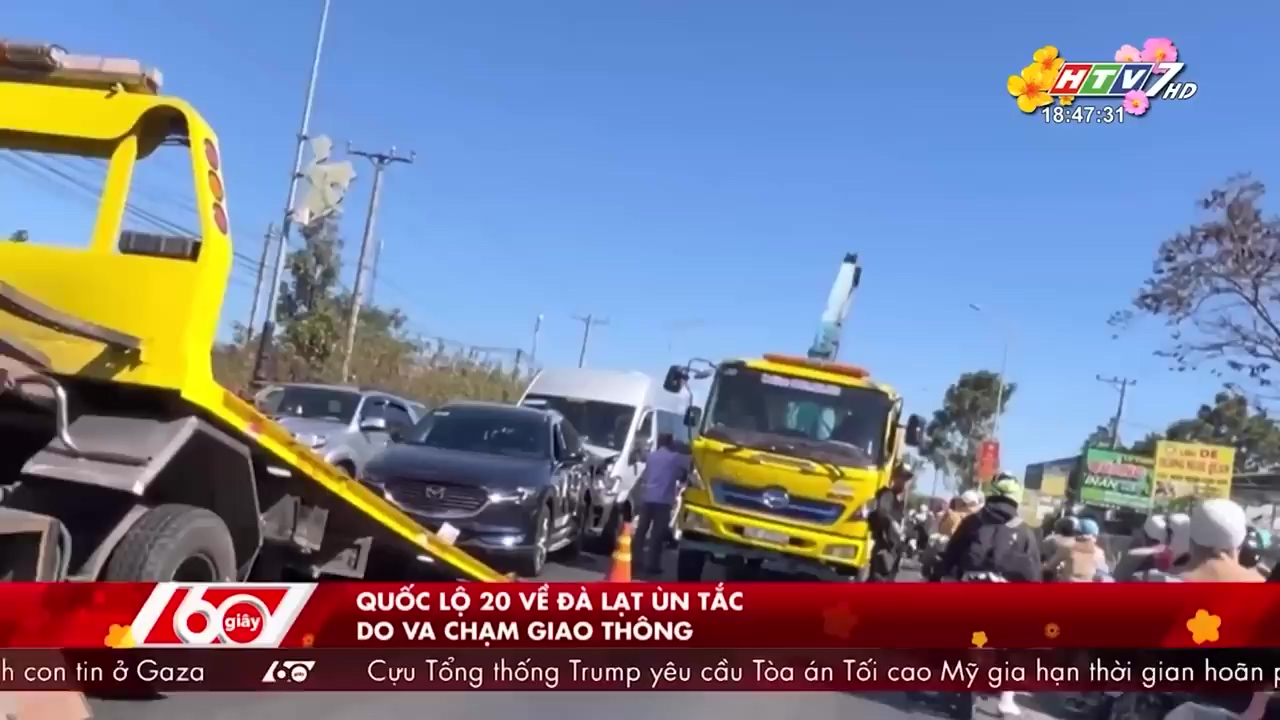 HTV7 HD
18:47:31
60 giây
QUỐC LỘ 20 VỀ ĐÀ LẠT ÙN TẮC
DO VA CHẠM GIAO THÔNG
h con tin ở Gaza
60
Cựu Tổng thống Trump yêu cầu Tòa án Tối cao Mỹ gia hạn thời gian hoãn